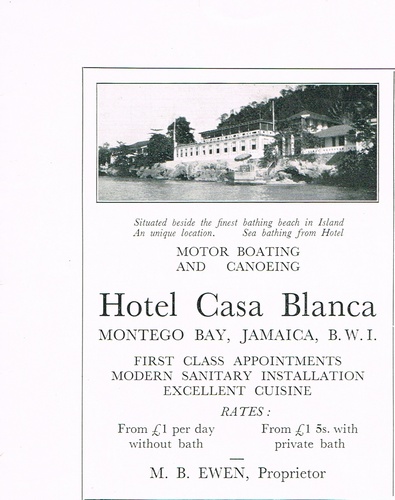 Situated beside the finest bathing beach in Island
An unique location. Sea bathing from Hotel
MOTOR BOATING
AND CANOEING
Hotel Casa Blanca
MONTEGO BAY, JAMAICA, B.W.I.
FIRST CLASS APPOINTMENTS
MODERN SANITARY INSTALLATION
EXCELLENT CUISINE
RATES:
From £1 per day From £1 5s. with
without bath private bath
M. B. EWEN, Proprietor